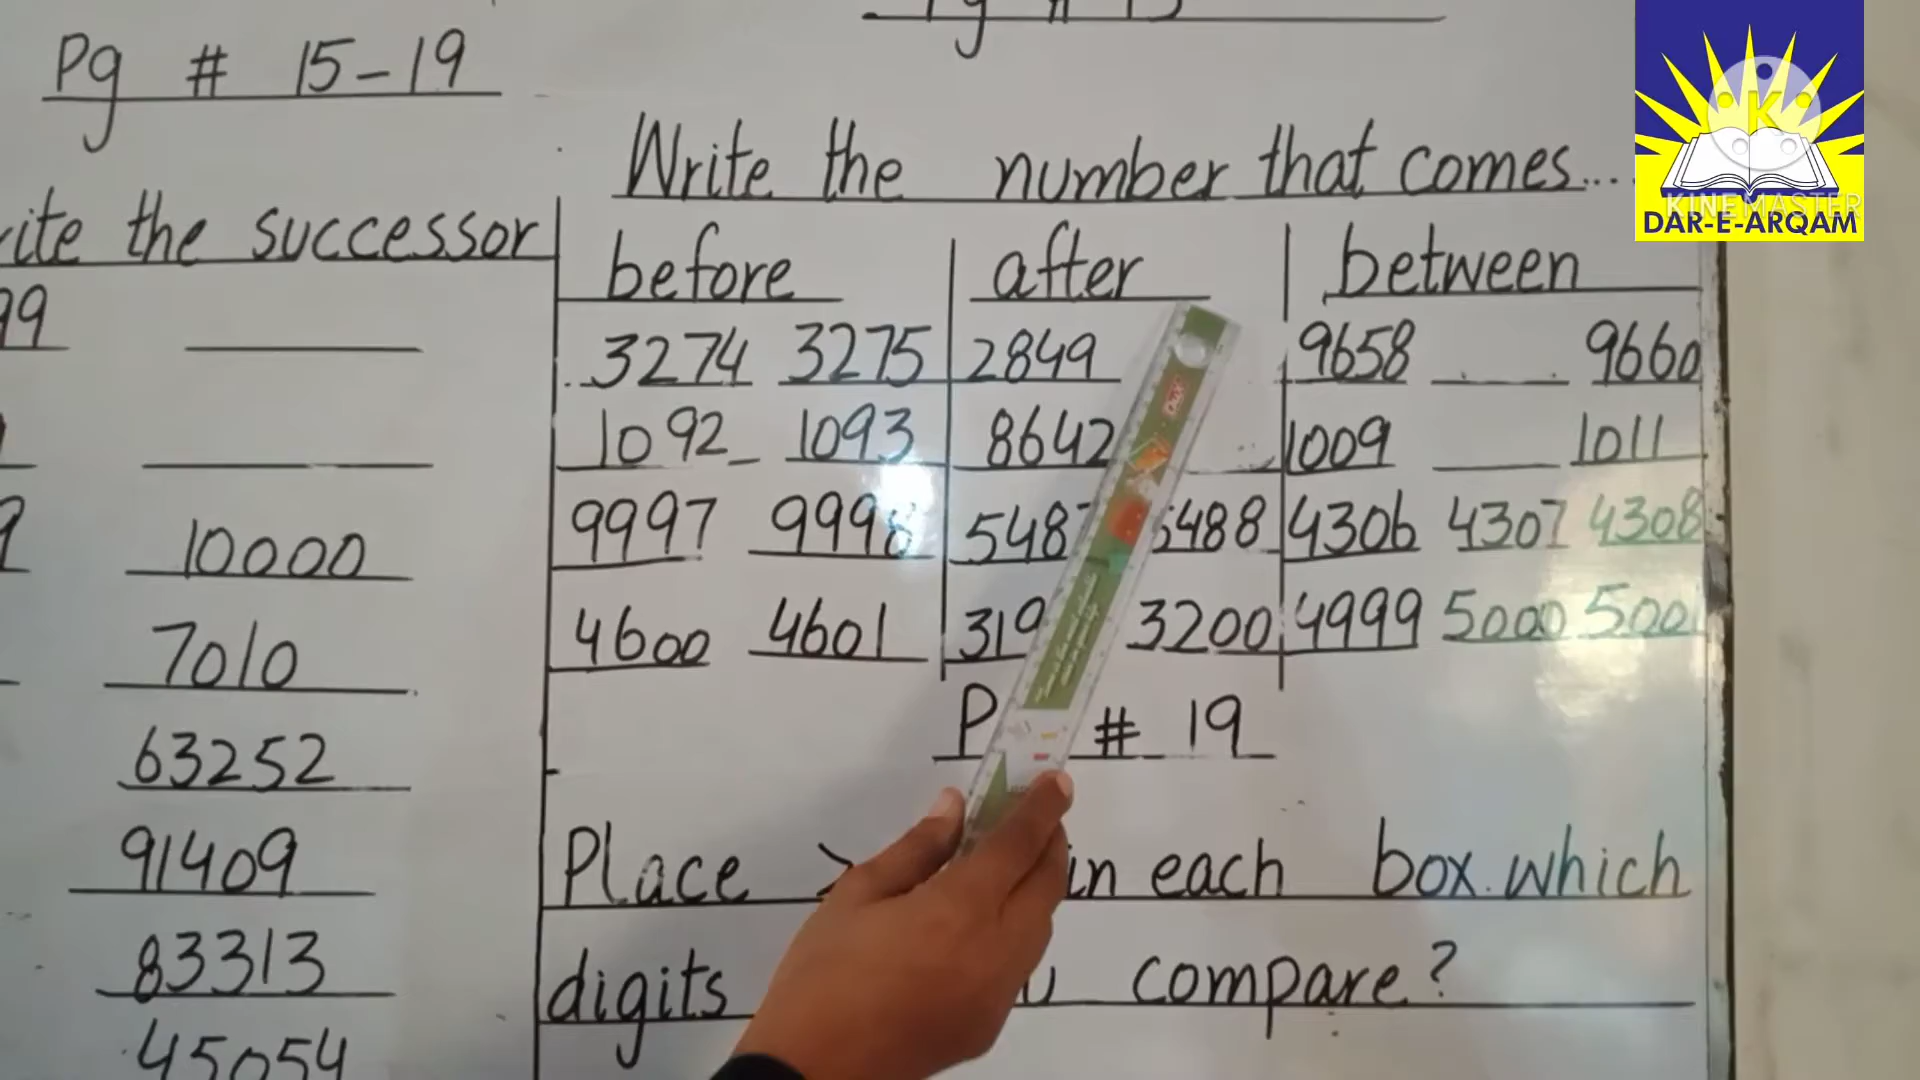 Pg # 15-19
Write the number that comes...
the successor
before after between
3274 3275 2849 9658 9660
1092 1093 8642 1009 1011
9997 9998 4306 4307 4308
4600 4601 3200 4999 5000 5001
10000
7010
63252
91409
83313
45054
# 19
Place > in each box which
digits compare?
KINEMASTER
DAR-E-ARQAM